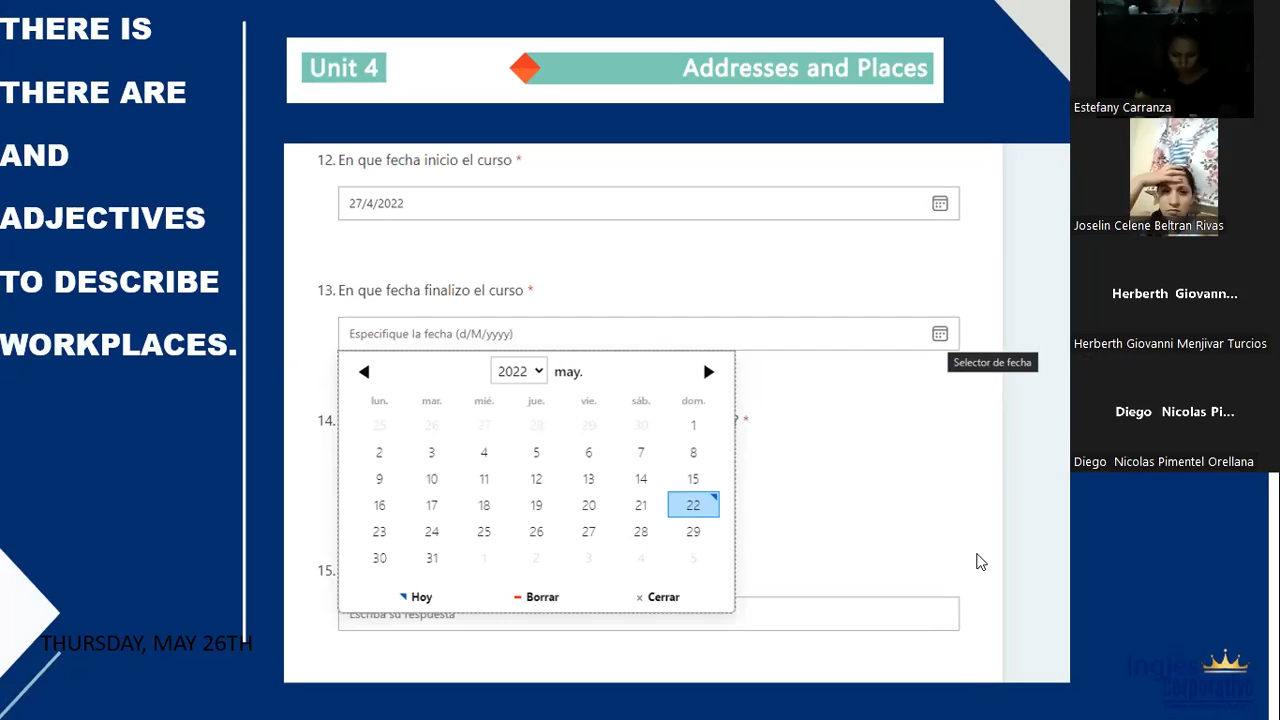 THERE IS
THERE ARE
AND
ADJECTIVES
TO DESCRIBE
WORKPLACES.
THURSDAY, MAY 26TH
Unit 4
Addresses and Places
12. En que fecha inicio el curso *
27/4/2022
13. En que fecha finalizo el curso *
Especifique la fecha (d/M/yyyy)
Selector de fecha
2022 may.
lun. mar. mié. jue. vie. sáb. dom.
25 26 27 28 29 30 1
2 3 4 5 6 7 8
9 10 11 12 13 14 15
16 17 18 19 20 21 22
23 24 25 26 27 28 29
30 31 1 2 3 4 5
Hoy Borrar Cerrar
14. ? *
15.
Escriba su respuesta
Estefany Carranza
Joselin Celene Beltran Rivas
Herberth Giovann...
Herberth Giovanni Menjivar Turcios
Diego Nicolas Pi...
Diego Nicolas Pimentel Orellana
Inglés
Corporativo